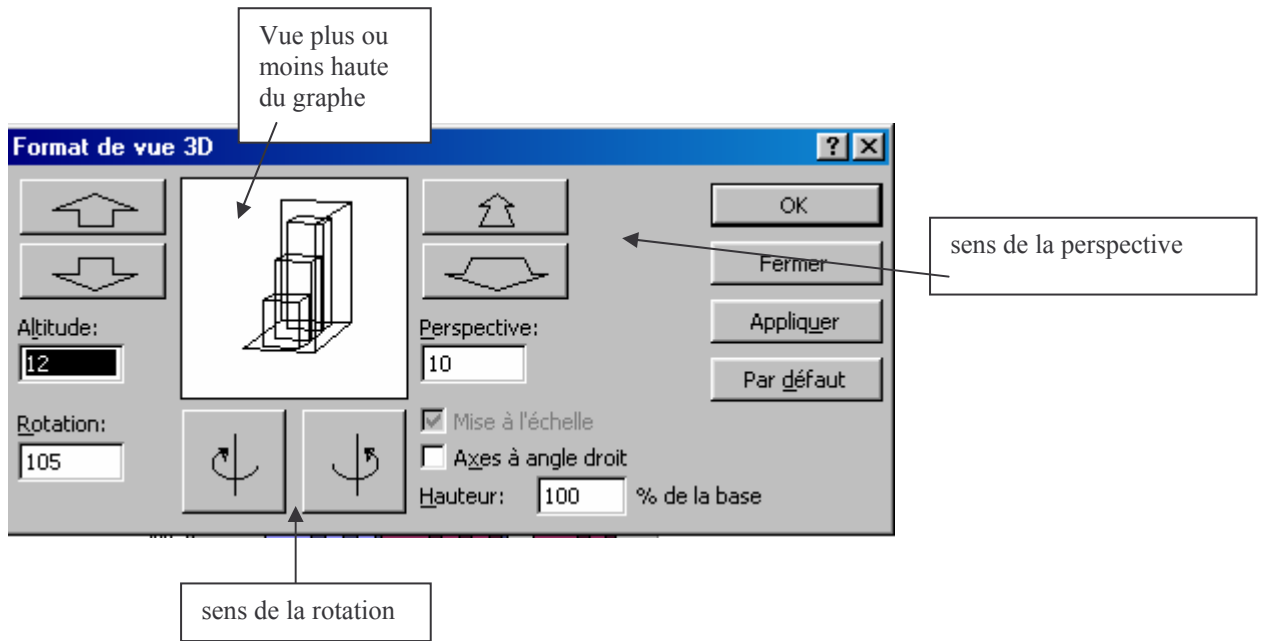 Vue plus ou
moins haute
du graphe
Format de vue 3D
OK
sens de la perspective
Fermer
Altitude:
Perspective:
Appliquer
12
10
Par défaut
Rotation:
Mise à l'échelle
105
Axes à angle droit
Hauteur: 100 % de la base
sens de la rotation